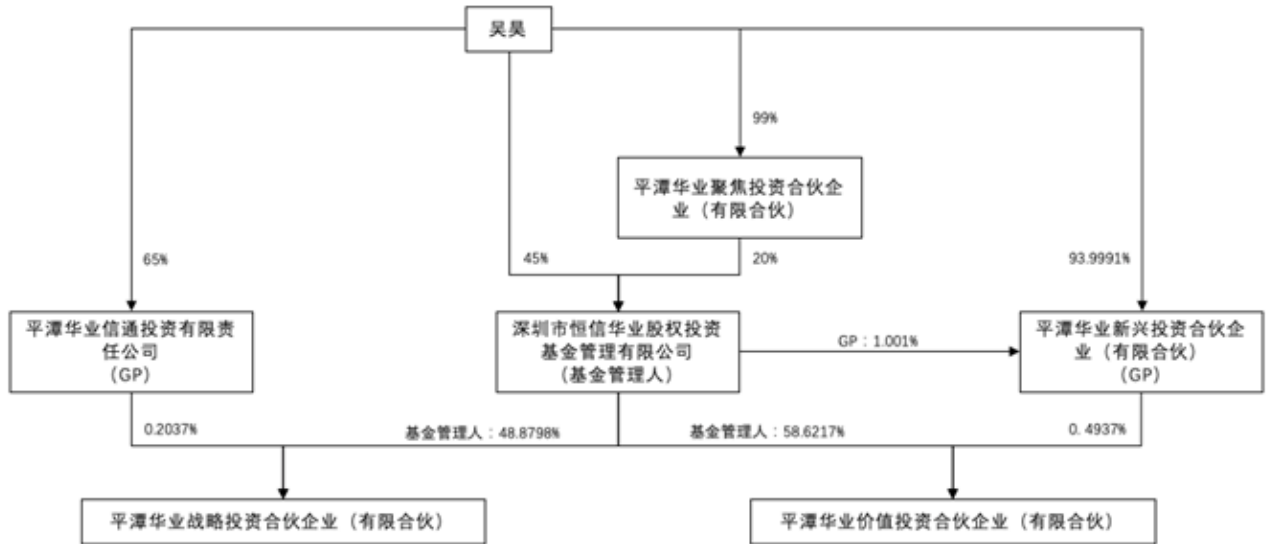 吴昊
99%
平潭华业聚焦投资合伙企
业（有限合伙）
65%
45%
20%
93.9991%
平潭华业信通投资有限责
任公司
（GP）
深圳市恒信华业股权投资
基金管理有限公司
（基金管理人）
GP：1.001%
平潭华业新兴投资合伙企
业（有限合伙）
（GP）
0.2037%
基金管理人：48.8798%
基金管理人：58.6217%
0.4937%
平潭华业战略投资合伙企业（有限合伙）
平潭华业价值投资合伙企业（有限合伙）